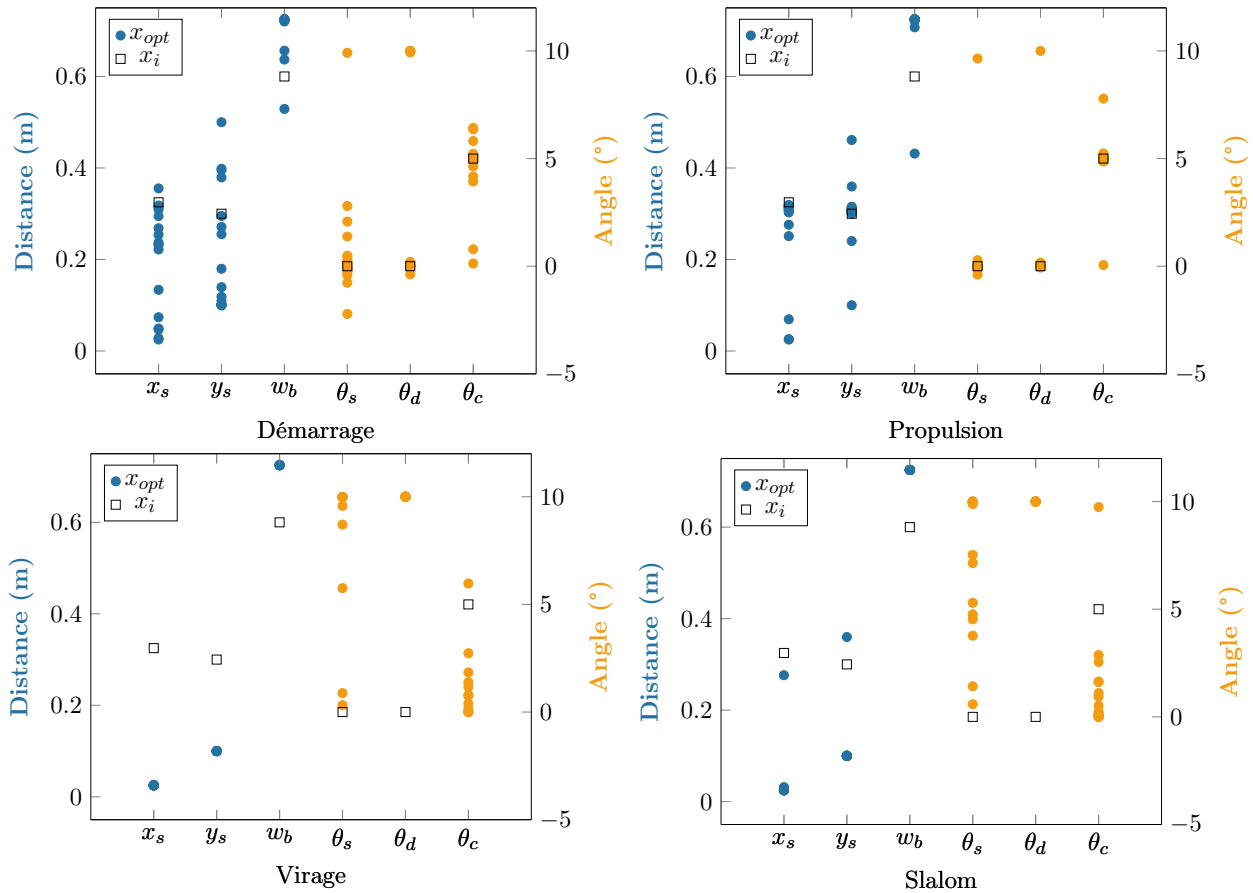 x_opt
x_i
Distance (m)
0.6
0.4
0.2
0
10
5
0
−5
Angle (°)
x_s y_s w_b θ_s θ_d θ_c
Démarrage
x_opt
x_i
Distance (m)
0.6
0.4
0.2
0
10
5
0
−5
Angle (°)
x_s y_s w_b θ_s θ_d θ_c
Propulsion
x_opt
x_i
Distance (m)
0.6
0.4
0.2
0
10
5
0
−5
Angle (°)
x_s y_s w_b θ_s θ_d θ_c
Virage
x_opt
x_i
Distance (m)
0.6
0.4
0.2
0
10
5
0
−5
Angle (°)
x_s y_s w_b θ_s θ_d θ_c
Slalom